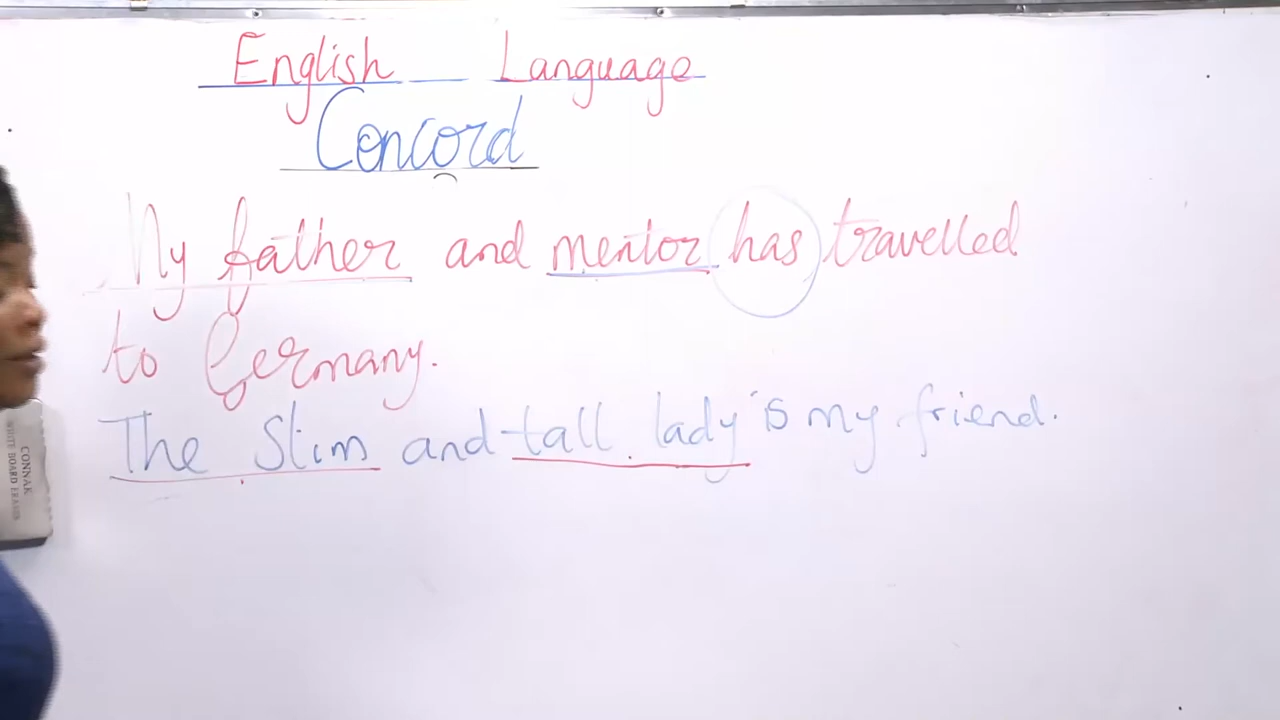 English Language
Concord
My father and mentor has travelled
to Germany.
The Slim and tall lady is my friend.
CONNAK
WHITE BOARD ERASER